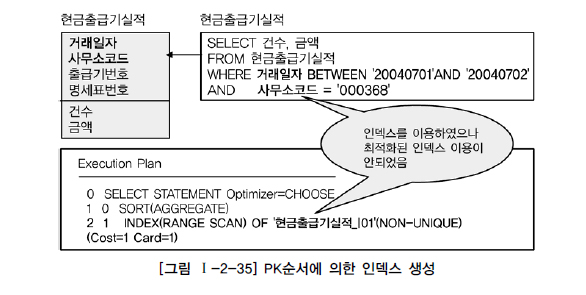 현금출급기실적
거래일자
사무소코드
출급기번호
명세표번호
건수
금액
현금출급기실적
SELECT 건수, 금액
FROM 현금출급기실적
WHERE 거래일자 BETWEEN '20040701'AND '20040702'
AND 사무소코드 = '000368'
인덱스를 이용하였으나
최적화된 인덱스 이용이
안되었음
Execution Plan
0 SELECT STATEMENT Optimizer=CHOOSE
1 0 SORT(AGGREGATE)
2 1 INDEX(RANGE SCAN) OF '현금출급기실적_I01'(NON-UNIQUE)
(Cost=1 Card=1)
[그림 Ⅰ-2-35] PK순서에 의한 인덱스 생성